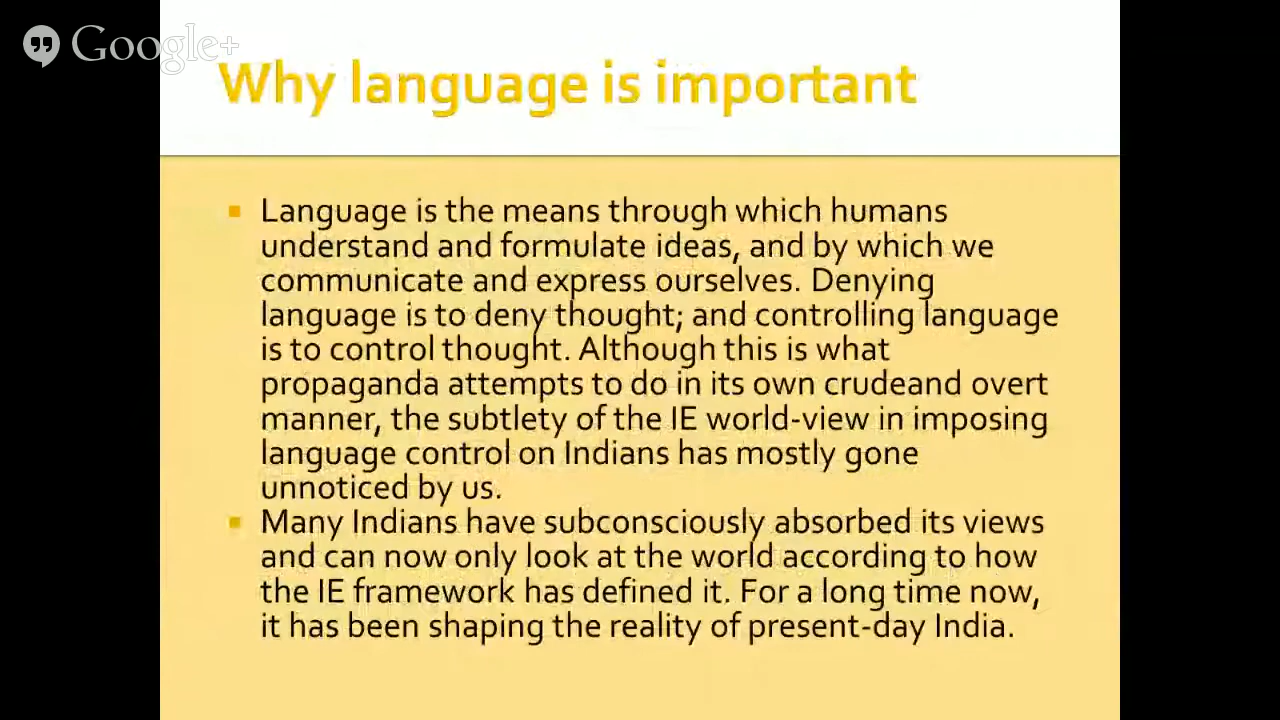 Google+
Why language is important
Language is the means through which humans
understand and formulate ideas, and by which we
communicate and express ourselves. Denying
language is to deny thought; and controlling language
is to control thought. Although this is what
propaganda attempts to do in its own crudeand overt
manner, the subtlety of the IE world-view in imposing
language control on Indians has mostly gone
unnoticed by us.
Many Indians have subconsciously absorbed its views
and can now only look at the world according to how
the IE framework has defined it. For a long time now,
it has been shaping the reality of present-day India.